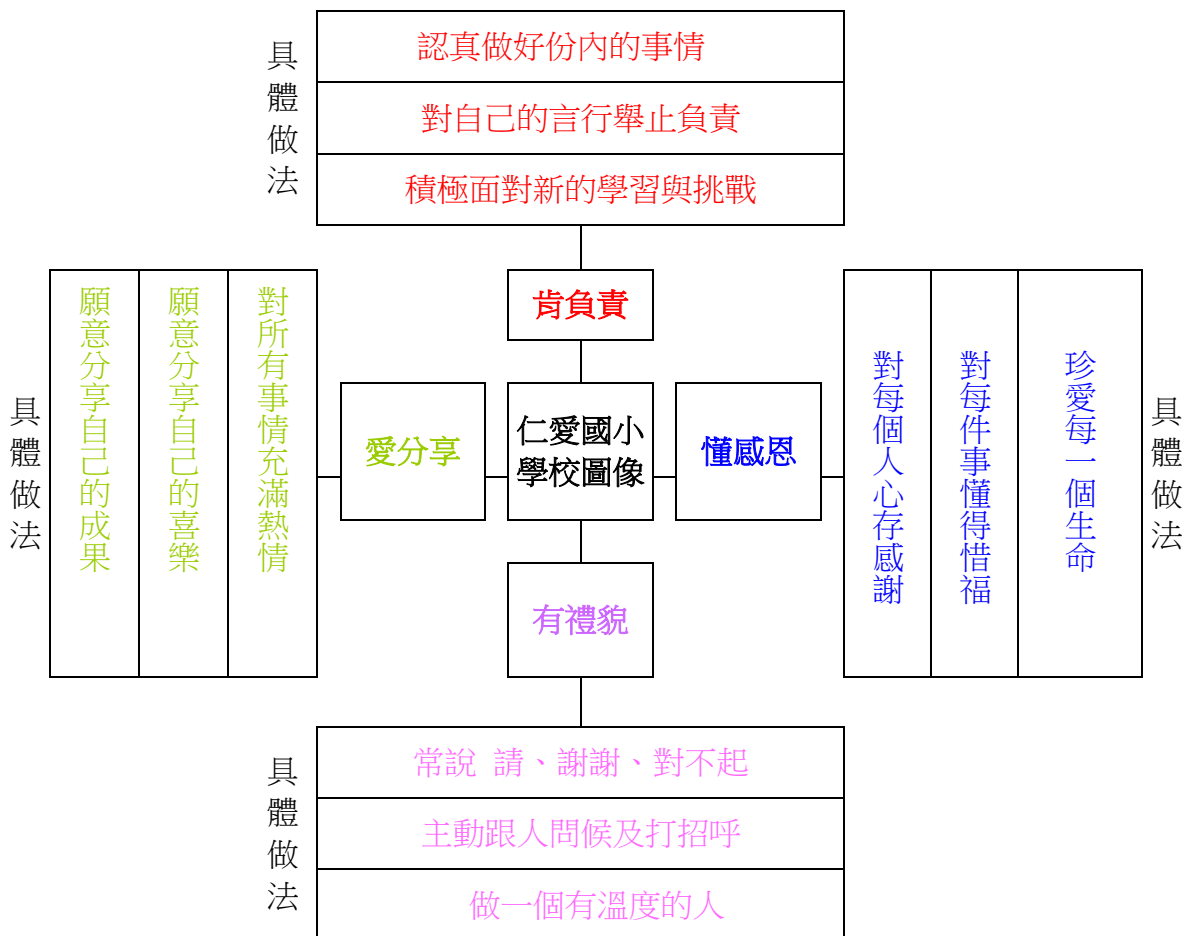 具體做法
認真做好份內的事情
對自己的言行舉止負責
積極面對新的學習與挑戰
肯負責
具體做法
願意分享自己的成果
願意分享自己的喜樂
對所有事情充滿熱情
愛分享
仁愛國小
學校圖像
懂感恩
對每個人心存感謝
對每件事懂得惜福
珍愛每一個生命
具體做法
有禮貌
具體做法
常說 請、謝謝、對不起
主動跟人問候及打招呼
做一個有溫度的人